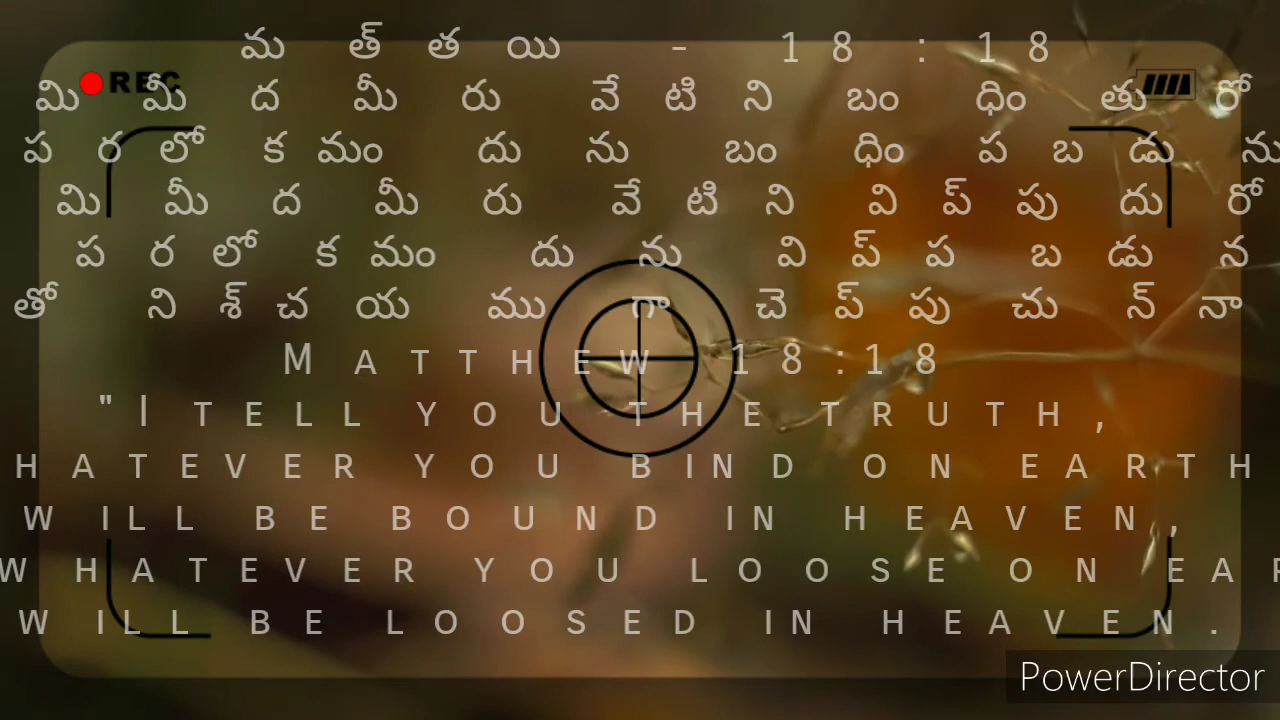 మత్తయి - 18:18
REC
మి మీ ద మీరు వేటిని బంధింతురో
పరలోకమందును బంధింపబడును
మి మీ ద మీరు వేటిని విప్పుదురో
పరలోకమందును విప్పబడున
తో నిశ్చయముగా చెప్పుచున్నా
MATTHEW 18:18
"I TELL YOU THE TRUTH,
HATEVER YOU BIND ON EARTH
WILL BE BOUND IN HEAVEN,
WHATEVER YOU LOOSE ON EAR
WILL BE LOOSED IN HEAVEN.
PowerDirector